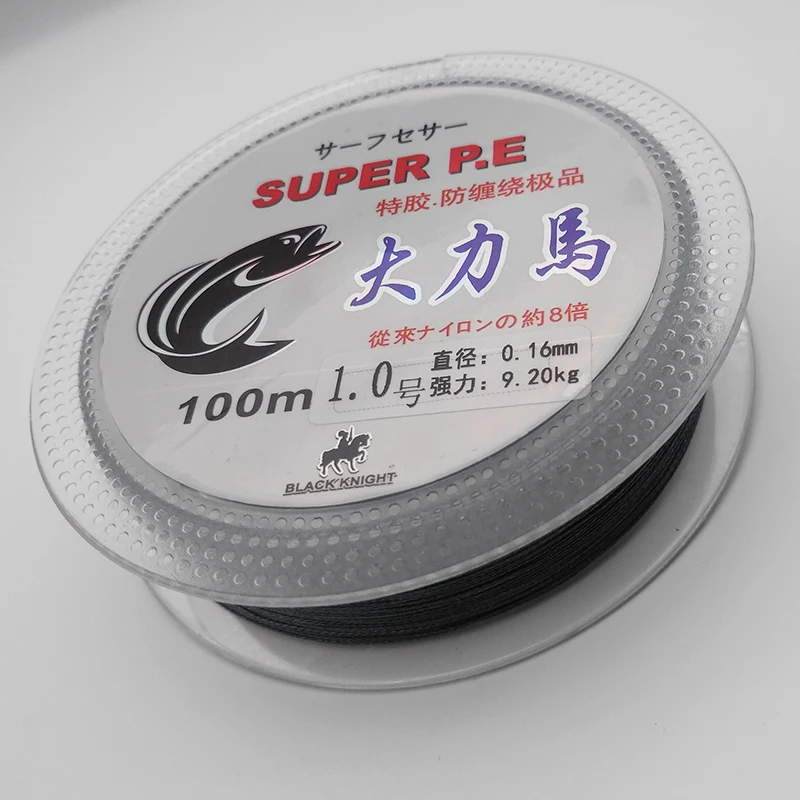 サーフセサー
SUPER P.E
特胶.防缠绕极品
大力馬
從來ナイロンの約8倍
100m 1.0号
直径：0.16mm
强力：9.20kg
BLACK KNIGHT